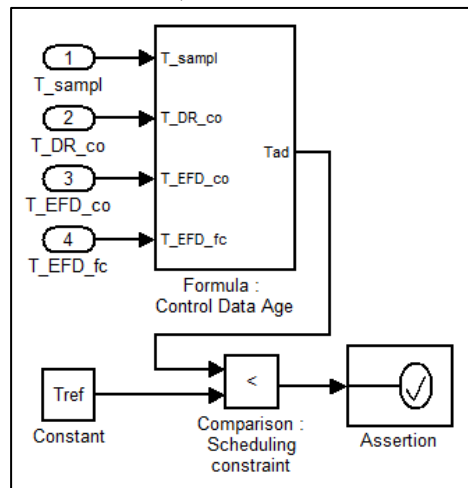 1
T_sampl
T_sampl
2
T_DR_co
T_DR_co
Tad
3
T_EFD_co
T_EFD_co
4
T_EFD_fc
T_EFD_fc
Formula :
Control Data Age
Tref
Constant
<
Comparison :
Scheduling
constraint
Assertion